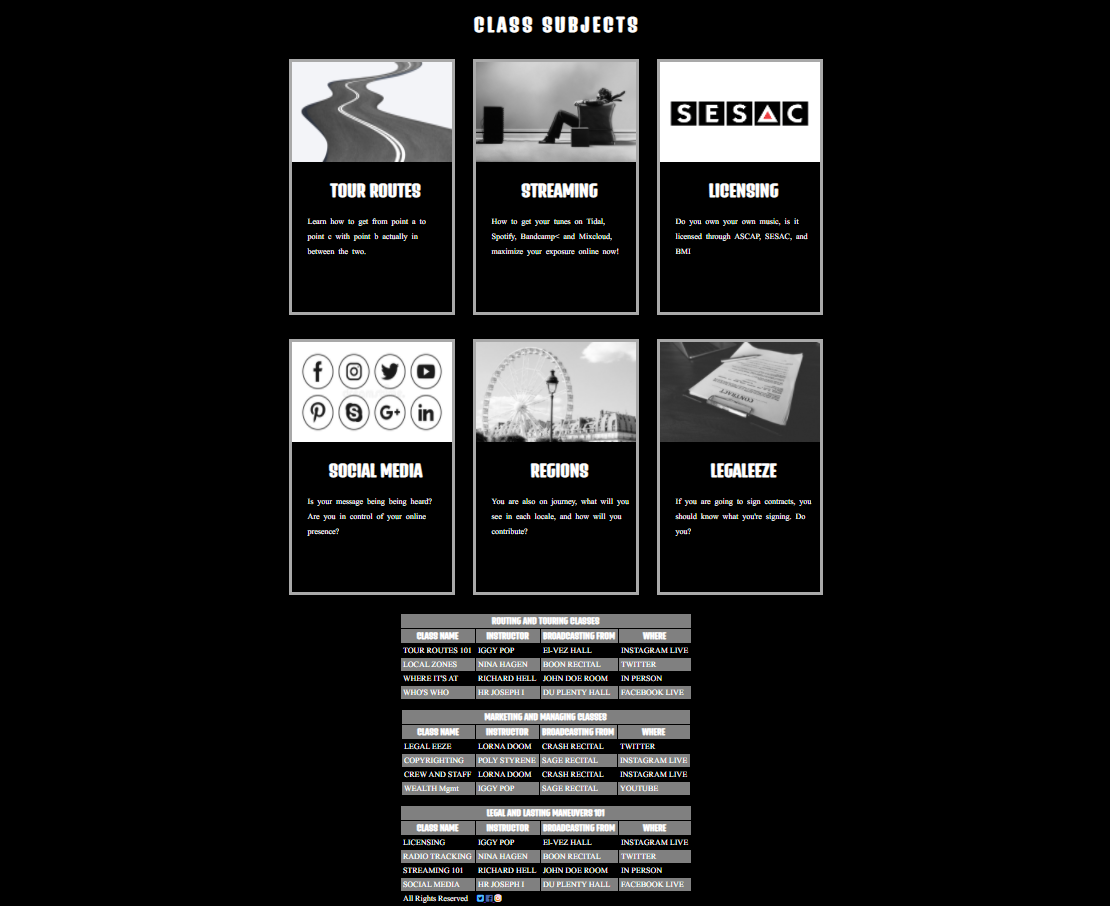 CLASS SUBJECTS
SESAC
TOUR ROUTES
Learn how to get from point a to
point c with point b actually in
between the two.
STREAMING
How to get your tunes on Tidal,
Spotify, Bandcamp< and Mixcloud,
maximize your exposure online now!
LICENSING
Do you own your own music, is it
licensed through ASCAP, SESAC, and
BMI
CONTRACT
SOCIAL MEDIA
Is your message being being heard?
Are you in control of your online
presence?
REGIONS
You are also on journey, what will you
see in each locale, and how will you
contribute?
LEGALEEZE
If you are going to sign contracts, you
should know what you're signing. Do
you?
ROUTING AND TOURING CLASSES
CLASS NAME INSTRUCTOR BROADCASTING FROM WHERE
TOUR ROUTES 101 IGGY POP El-VEZ HALL INSTAGRAM LIVE
LOCAL ZONES NINA HAGEN BOON RECITAL TWITTER
WHERE IT'S AT RICHARD HELL JOHN DOE ROOM IN PERSON
WHO'S WHO HR JOSEPH I DU PLENTY HALL FACEBOOK LIVE
MARKETING AND MANAGING CLASSES
CLASS NAME INSTRUCTOR BROADCASTING FROM WHERE
LEGAL EEZE LORNA DOOM CRASH RECITAL TWITTER
COPYRIGHTING POLY STYRENE SAGE RECITAL INSTAGRAM LIVE
CREW AND STAFF LORNA DOOM CRASH RECITAL INSTAGRAM LIVE
WEALTH Mgmt IGGY POP SAGE RECITAL YOUTUBE
LEGAL AND LASTING MANEUVERS 101
CLASS NAME INSTRUCTOR BROADCASTING FROM WHERE
LICENSING IGGY POP El-VEZ HALL INSTAGRAM LIVE
RADIO TRACKING NINA HAGEN BOON RECITAL TWITTER
STREAMING 101 RICHARD HELL JOHN DOE ROOM IN PERSON
SOCIAL MEDIA HR JOSEPH I DU PLENTY HALL FACEBOOK LIVE
All Rights Reserved